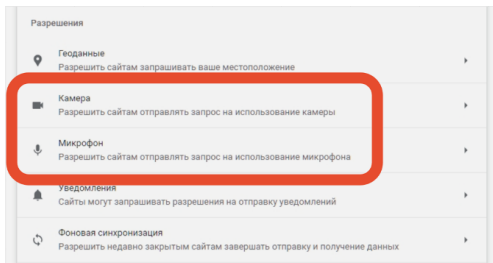 Разрешения
Геоданные
Разрешить сайтам запрашивать ваше местоположение
Камера
Разрешить сайтам отправлять запрос на использование камеры
Микрофон
Разрешить сайтам отправлять запрос на использование микрофона
Уведомления
Сайты могут запрашивать разрешения на отправку уведомлений
Фоновая синхронизация
Разрешить недавно закрытым сайтам завершать отправку и получение данных